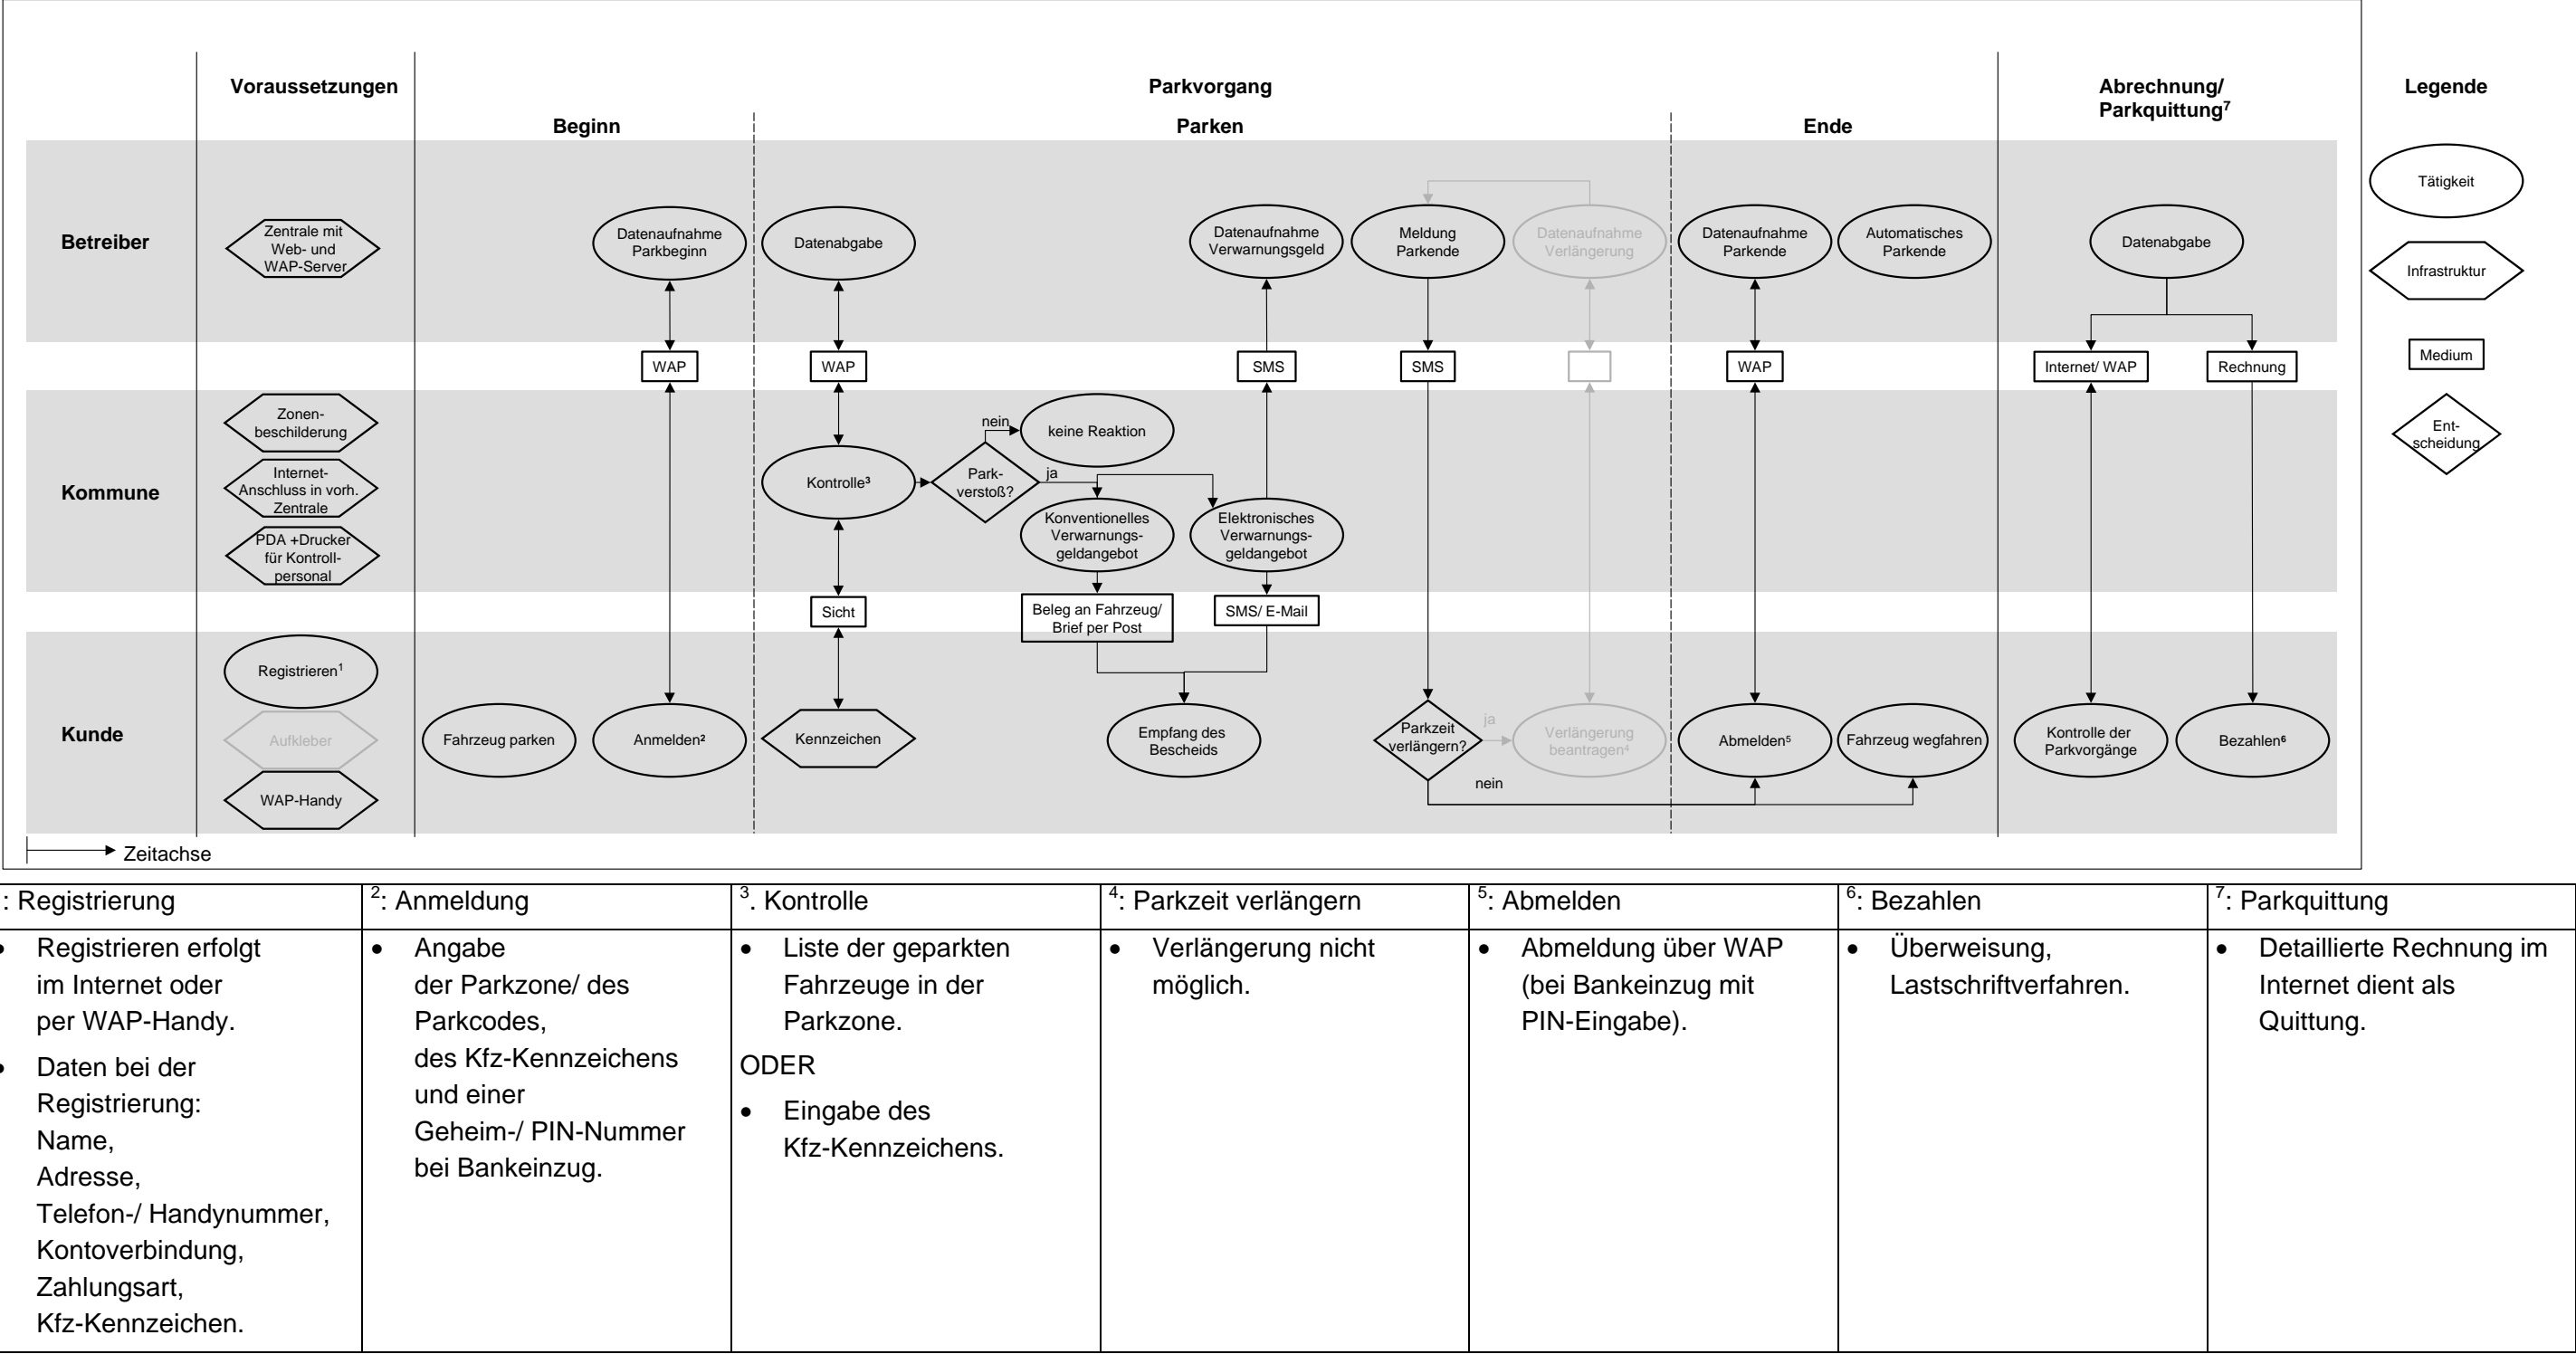 Voraussetzungen
Parkvorgang
Abrechnung/
Parkquittung⁷
Legende
Beginn
Parken
Ende
Betreiber
Zentrale mit
Web- und
WAP-Server
Datenaufnahme
Parkbeginn
Datenabgabe
Datenaufnahme
Verwarnungsgeld
Meldung
Parkende
Datenaufnahme
Verlängerung
Datenaufnahme
Parkende
Automatisches
Parkende
Datenabgabe
Tätigkeit
Infrastruktur
Medium
Ent-
scheidung
WAP
WAP
SMS
SMS
WAP
Internet/ WAP
Rechnung
Kommune
Zonen-
beschilderung
Internet-
Anschluss in vorh.
Zentrale
PDA +Drucker
für Kontroll-
personal
Kontrolle³
Park-
verstoß?
nein
keine Reaktion
ja
Konventionelles
Verwarnungs-
geldangebot
Elektronisches
Verwarnungs-
geldangebot
Sicht
Beleg an Fahrzeug/
Brief per Post
SMS/ E-Mail
Kunde
Registrieren¹
Aufkleber
WAP-Handy
Fahrzeug parken
Anmelden²
Kennzeichen
Empfang des
Bescheids
Parkzeit
verlängern?
ja
nein
Verlängerung
beantragen⁴
Abmelden⁵
Fahrzeug wegfahren
Kontrolle der
Parkvorgänge
Bezahlen⁶
Zeitachse
: Registrierung
• Registrieren erfolgt
im Internet oder
per WAP-Handy.
• Daten bei der
Registrierung:
Name,
Adresse,
Telefon-/ Handynummer,
Kontoverbindung,
Zahlungsart,
Kfz-Kennzeichen.
²: Anmeldung
• Angabe
der Parkzone/ des
Parkcodes,
des Kfz-Kennzeichens
und einer
Geheim-/ PIN-Nummer
bei Bankeinzug.
³. Kontrolle
• Liste der geparkten
Fahrzeuge in der
Parkzone.
ODER
• Eingabe des
Kfz-Kennzeichens.
⁴: Parkzeit verlängern
• Verlängerung nicht
möglich.
⁵: Abmelden
• Abmeldung über WAP
(bei Bankeinzug mit
PIN-Eingabe).
⁶: Bezahlen
• Überweisung,
Lastschriftverfahren.
⁷: Parkquittung
• Detaillierte Rechnung im
Internet dient als
Quittung.